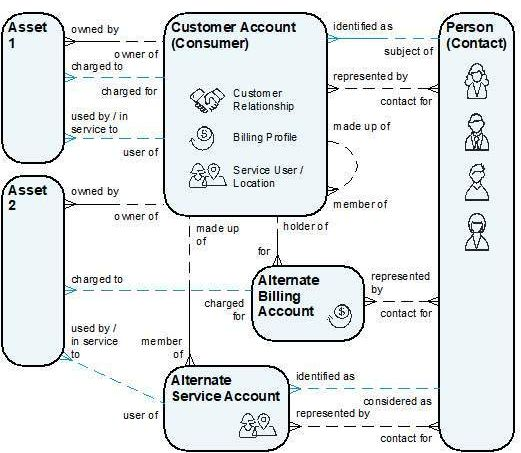 Asset
1
owned by
owner of
charged to
charged for
used by / in
service to
user of
Customer Account
(Consumer)
Customer
Relationship
Billing Profile
Service User /
Location
identified as
subject of
represented by
contact for
made up of
member of
Person
(Contact)
Asset
2
owned by
owner of
made up
of
holder of
for
charged to
charged
for
Alternate
Billing
Account
represented
by
contact for
used by /
in service
to
member
of
user of
Alternate
Service Account
identified as
considered as
represented by
contact for